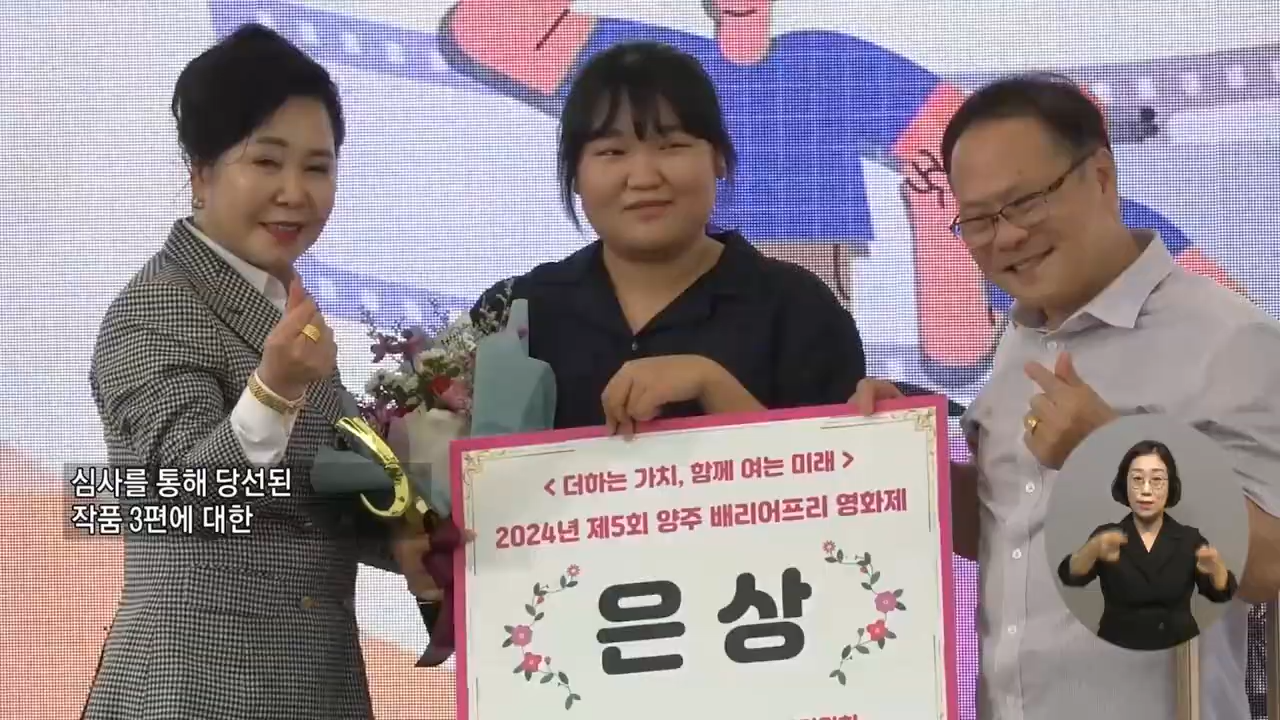 심사를 통해 당선된
작품 3편에 대한
< 더하는 가치, 함께 여는 미래 >
2024년 제5회 양주 배리어프리 영화제
은상